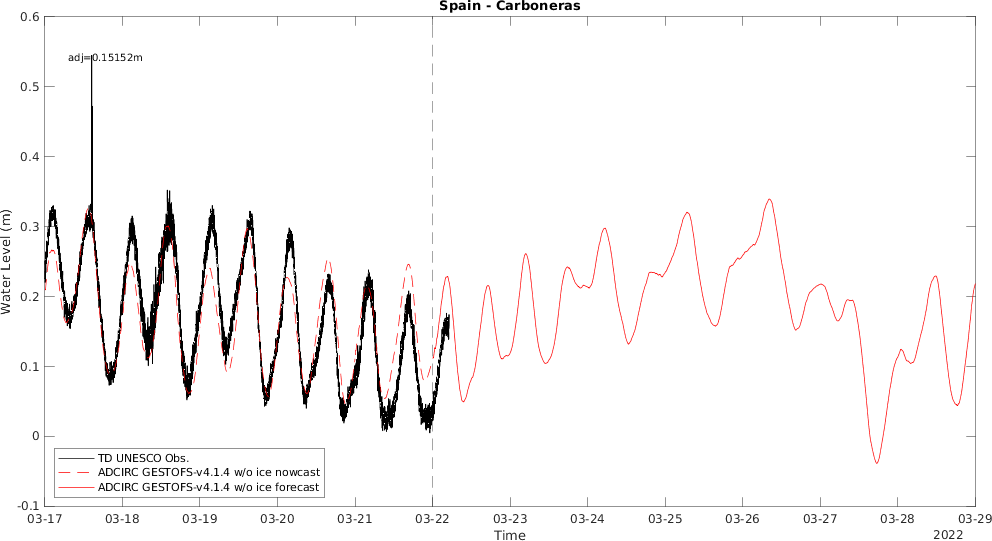 Spain - Carboneras
adj=0.15152m
Water Level (m)
0.6
0.5
0.4
0.3
0.2
0.1
0
-0.1
TD UNESCO Obs.
ADCIRC GESTOFS-v4.1.4 w/o ice nowcast
ADCIRC GESTOFS-v4.1.4 w/o ice forecast
03-17 03-18 03-19 03-20 03-21 03-22 03-23 03-24 03-25 03-26 03-27 03-28 03-29
Time
2022